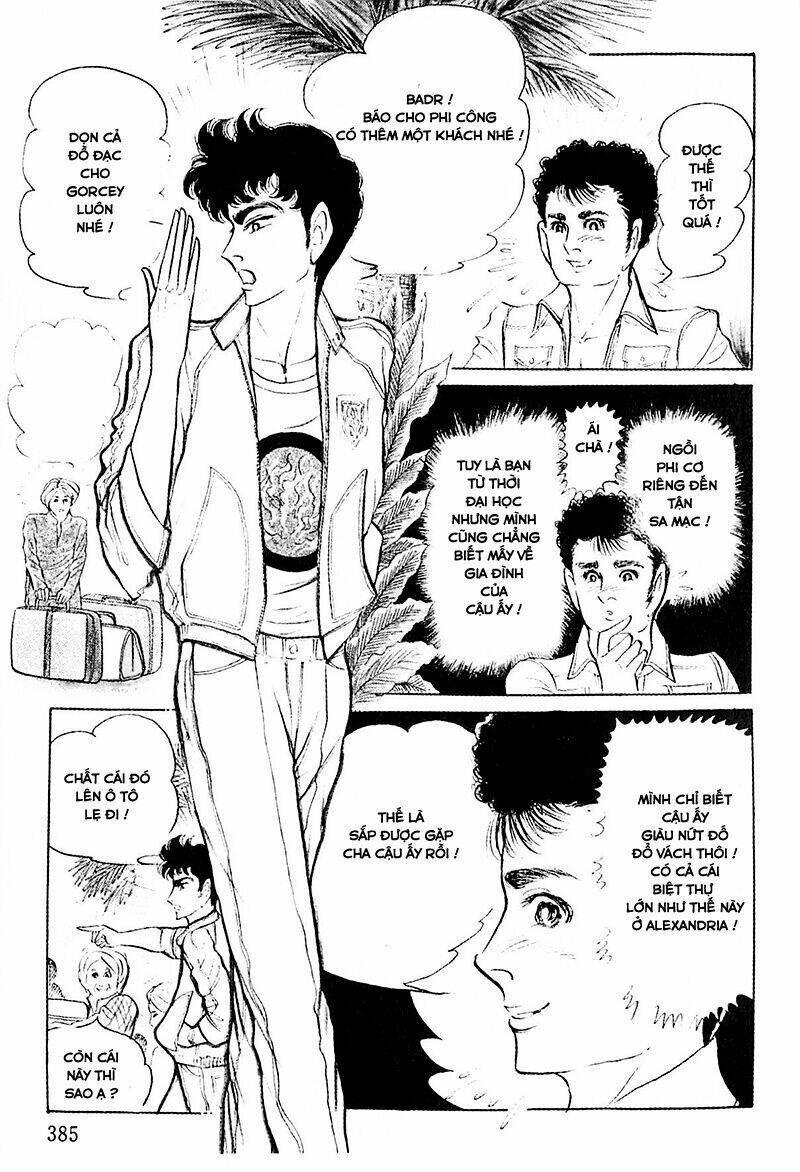 ĐƯỢC
THẾ
THÌ
TỐT
QUÁ !
BADR !
BÁO CHO PHI CÔNG
CÓ THÊM MỘT KHÁCH NHÉ !
DỌN CẢ
ĐỒ ĐẠC
CHO
GORCEY
LUÔN
NHÉ !
NGỒI
PHI CƠ
RIÊNG ĐẾN
TẬN
SA MẠC !
ÁI
CHÀ !
TUY LÀ BẠN
TỪ THỜI
ĐẠI HỌC
NHƯNG MÌNH
CŨNG CHẲNG
BIẾT MẤY VỀ
GIA ĐÌNH
CỦA
CẬU ẤY !
MÌNH CHỈ BIẾT
CẬU ẤY
GIÀU NỨT ĐỐ
ĐỔ VÁCH THÔI !
CÓ CẢ CÁI
BIỆT THỰ
LỚN NHƯ THẾ NÀY
Ở ALEXANDRIA !
THẾ LÀ
SẮP ĐƯỢC GẶP
CHA CẬU ẤY RỒI !
CHẤT CÁI ĐÓ
LÊN Ô TÔ
LẸ ĐI !
CÒN CÁI
NÀY THÌ
SAO Ạ ?
385